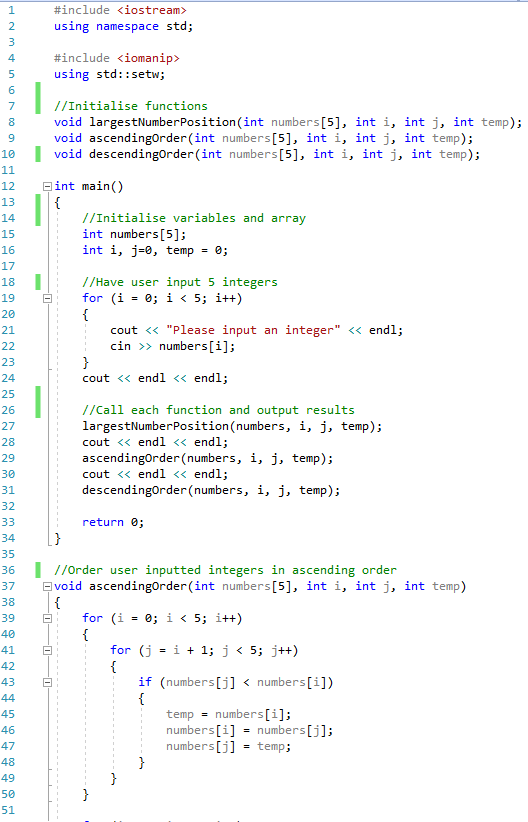 1 #include <iostream>
2 using namespace std;
3
4 #include <iomanip>
5 using std::setw;
6
7 //Initialise functions
8 void largestNumberPosition(int numbers[5], int i, int j, int temp);
9 void ascendingOrder(int numbers[5], int i, int j, int temp);
10 void descendingOrder(int numbers[5], int i, int j, int temp);
11
12 int main()
13 {
14 //Initialise variables and array
15 int numbers[5];
16 int i, j=0, temp = 0;
17
18 //Have user input 5 integers
19 for (i = 0; i < 5; i++)
20 {
21 cout << "Please input an integer" << endl;
22 cin >> numbers[i];
23 }
24 cout << endl << endl;
25
26 //Call each function and output results
27 largestNumberPosition(numbers, i, j, temp);
28 cout << endl << endl;
29 ascendingOrder(numbers, i, j, temp);
30 cout << endl << endl;
31 descendingOrder(numbers, i, j, temp);
32
33 return 0;
34 }
35
36 //Order user inputted integers in ascending order
37 void ascendingOrder(int numbers[5], int i, int j, int temp)
38 {
39 for (i = 0; i < 5; i++)
40 {
41 for (j = i + 1; j < 5; j++)
42 {
43 if (numbers[j] < numbers[i])
44 {
45 temp = numbers[i];
46 numbers[i] = numbers[j];
47 numbers[j] = temp;
48 }
49 }
50 }
51